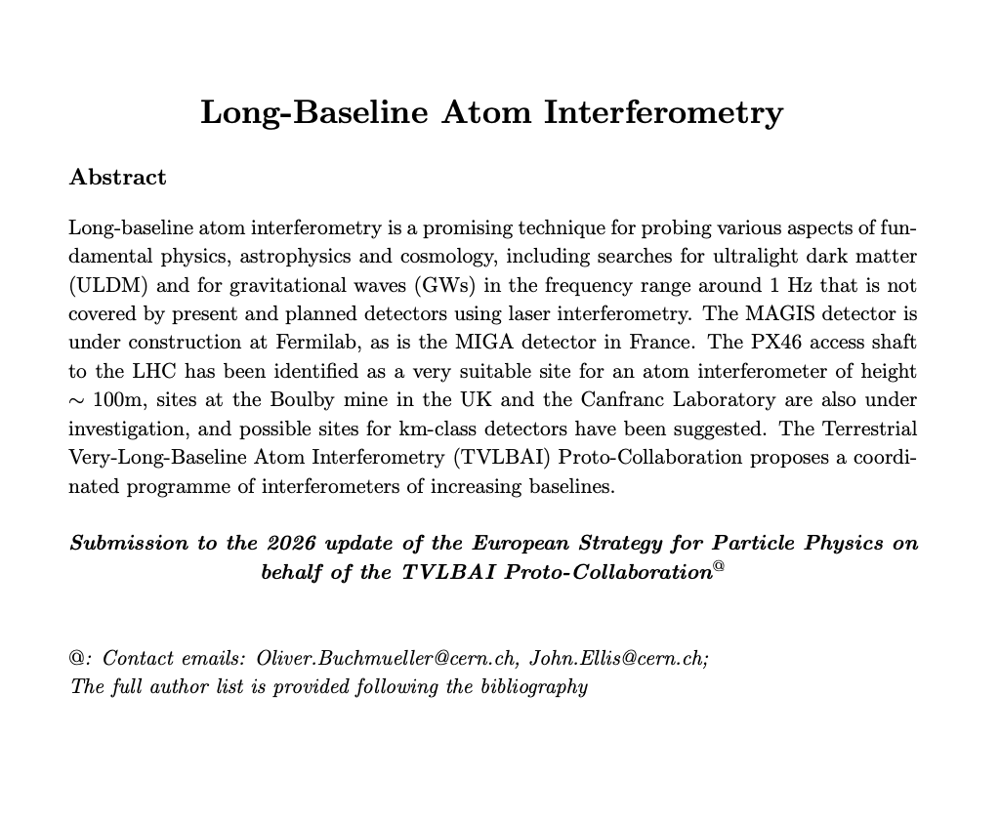 Long-Baseline Atom Interferometry
Abstract
Long-baseline atom interferometry is a promising technique for probing various aspects of fun-
damental physics, astrophysics and cosmology, including searches for ultralight dark matter
(ULDM) and for gravitational waves (GWs) in the frequency range around 1 Hz that is not
covered by present and planned detectors using laser interferometry. The MAGIS detector is
under construction at Fermilab, as is the MIGA detector in France. The PX46 access shaft
to the LHC has been identified as a very suitable site for an atom interferometer of height
∼ 100m, sites at the Boulby mine in the UK and the Canfranc Laboratory are also under
investigation, and possible sites for km-class detectors have been suggested. The Terrestrial
Very-Long-Baseline Atom Interferometry (TVLBAI) Proto-Collaboration proposes a coordi-
nated programme of interferometers of increasing baselines.
Submission to the 2026 update of the European Strategy for Particle Physics on
behalf of the TVLBAI Proto-Collaboration@
@: Contact emails: Oliver.Buchmueller@cern.ch, John.Ellis@cern.ch;
The full author list is provided following the bibliography